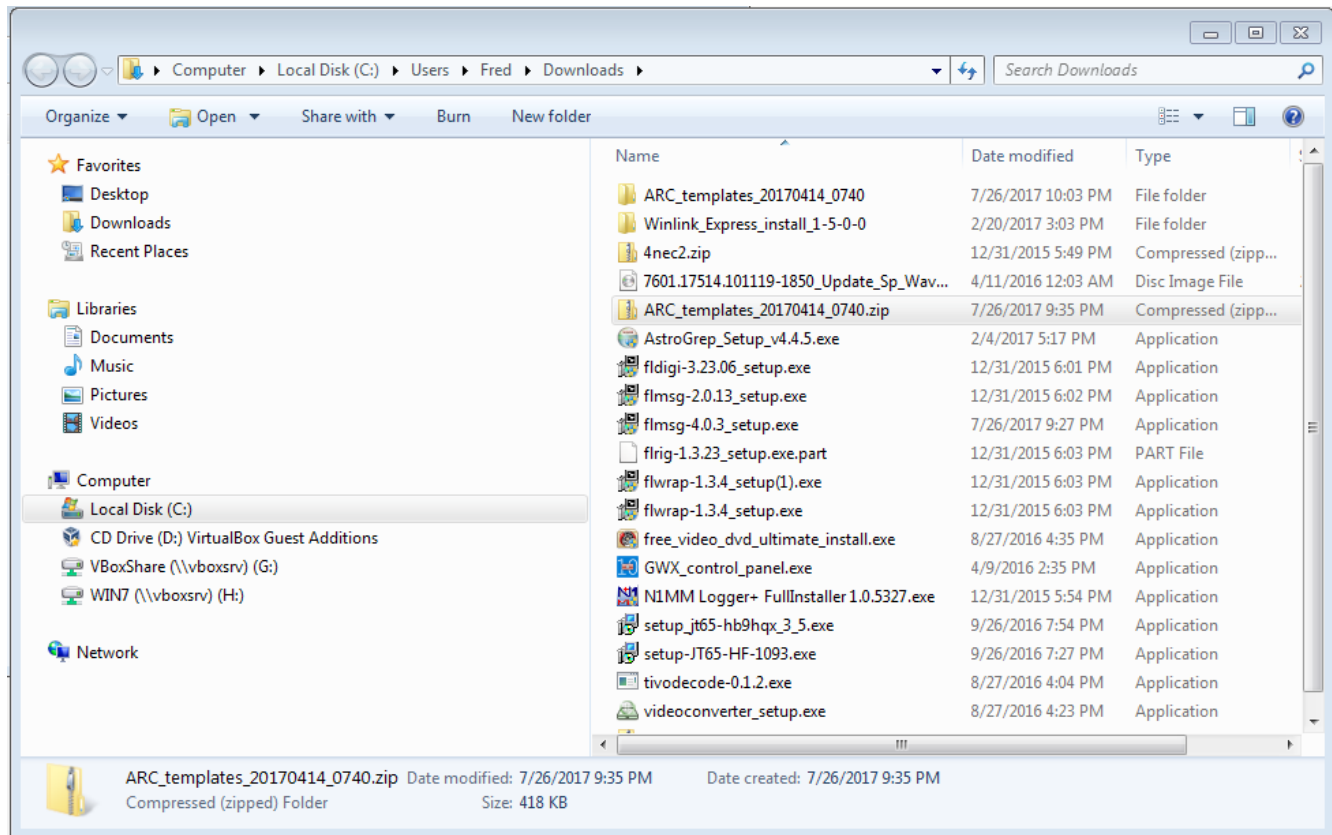 Computer Local Disk (C:) Users Fred Downloads Search Downloads
Organize Open Share with Burn New folder
Favorites
Desktop
Downloads
Recent Places
Libraries
Documents
Music
Pictures
Videos
Computer
Local Disk (C:)
CD Drive (D:) VirtualBox Guest Additions
VBoxShare (\\vboxsrv) (G:)
WIN7 (\\vboxsrv) (H:)
Network
Name Date modified Type
ARC_templates_20170414_0740 7/26/2017 10:03 PM File folder
Winlink_Express_install_1-5-0-0 2/20/2017 3:03 PM File folder
4nec2.zip 12/31/2015 5:49 PM Compressed (zipp...
7601.17514.101119-1850_Update_Sp_Wav... 4/11/2016 12:03 AM Disc Image File
ARC_templates_20170414_0740.zip 7/26/2017 9:35 PM Compressed (zipp...
AstroGrep_Setup_v4.4.5.exe 2/4/2017 5:17 PM Application
fldigi-3.23.06_setup.exe 12/31/2015 6:01 PM Application
flmsg-2.0.13_setup.exe 12/31/2015 6:02 PM Application
flmsg-4.0.3_setup.exe 7/26/2017 9:27 PM Application
flrig-1.3.23_setup.exe.part 12/31/2015 6:03 PM PART File
flwrap-1.3.4_setup(1).exe 12/31/2015 6:03 PM Application
flwrap-1.3.4_setup.exe 12/31/2015 6:03 PM Application
free_video_dvd_ultimate_install.exe 8/27/2016 4:35 PM Application
GWX_control_panel.exe 4/9/2016 2:35 PM Application
N1MM Logger+ FullInstaller 1.0.5327.exe 12/31/2015 5:54 PM Application
setup_jt65-hb9hqx_3_5.exe 9/26/2016 7:54 PM Application
setup-JT65-HF-1093.exe 9/26/2016 7:27 PM Application
tivodecode-0.1.2.exe 8/27/2016 4:04 PM Application
videoconverter_setup.exe 8/27/2016 4:23 PM Application
ARC_templates_20170414_0740.zip Date modified: 7/26/2017 9:35 PM Date created: 7/26/2017 9:35 PM
Compressed (zipped) Folder Size: 418 KB